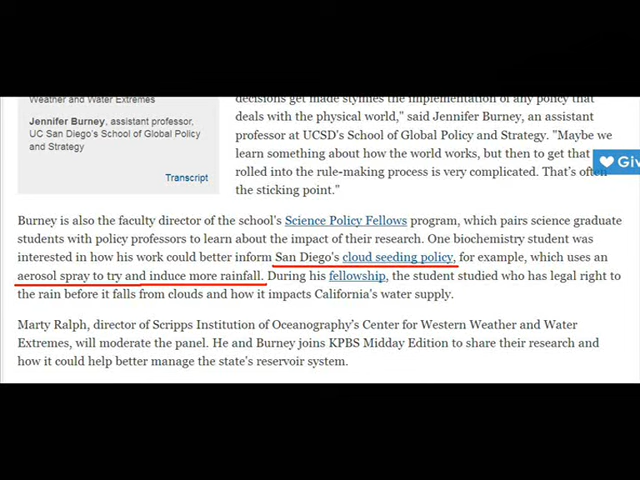 Weather and Water Extremes
Jennifer Burney, assistant professor,
UC San Diego's School of Global Policy
and Strategy
Transcript
decisions get made stymies the implementation of any policy that
deals with the physical world," said Jennifer Burney, an assistant
professor at UCSD's School of Global Policy and Strategy. "Maybe we
learn something about how the world works, but then to get that
rolled into the rule-making process is very complicated. That's often
the sticking point."
Giv
Burney is also the faculty director of the school's Science Policy Fellows program, which pairs science graduate
students with policy professors to learn about the impact of their research. One biochemistry student was
interested in how his work could better inform San Diego's cloud seeding policy, for example, which uses an
aerosol spray to try and induce more rainfall. During his fellowship, the student studied who has legal right to
the rain before it falls from clouds and how it impacts California's water supply.
Marty Ralph, director of Scripps Institution of Oceanography's Center for Western Weather and Water
Extremes, will moderate the panel. He and Burney joins KPBS Midday Edition to share their research and
how it could help better manage the state's reservoir system.